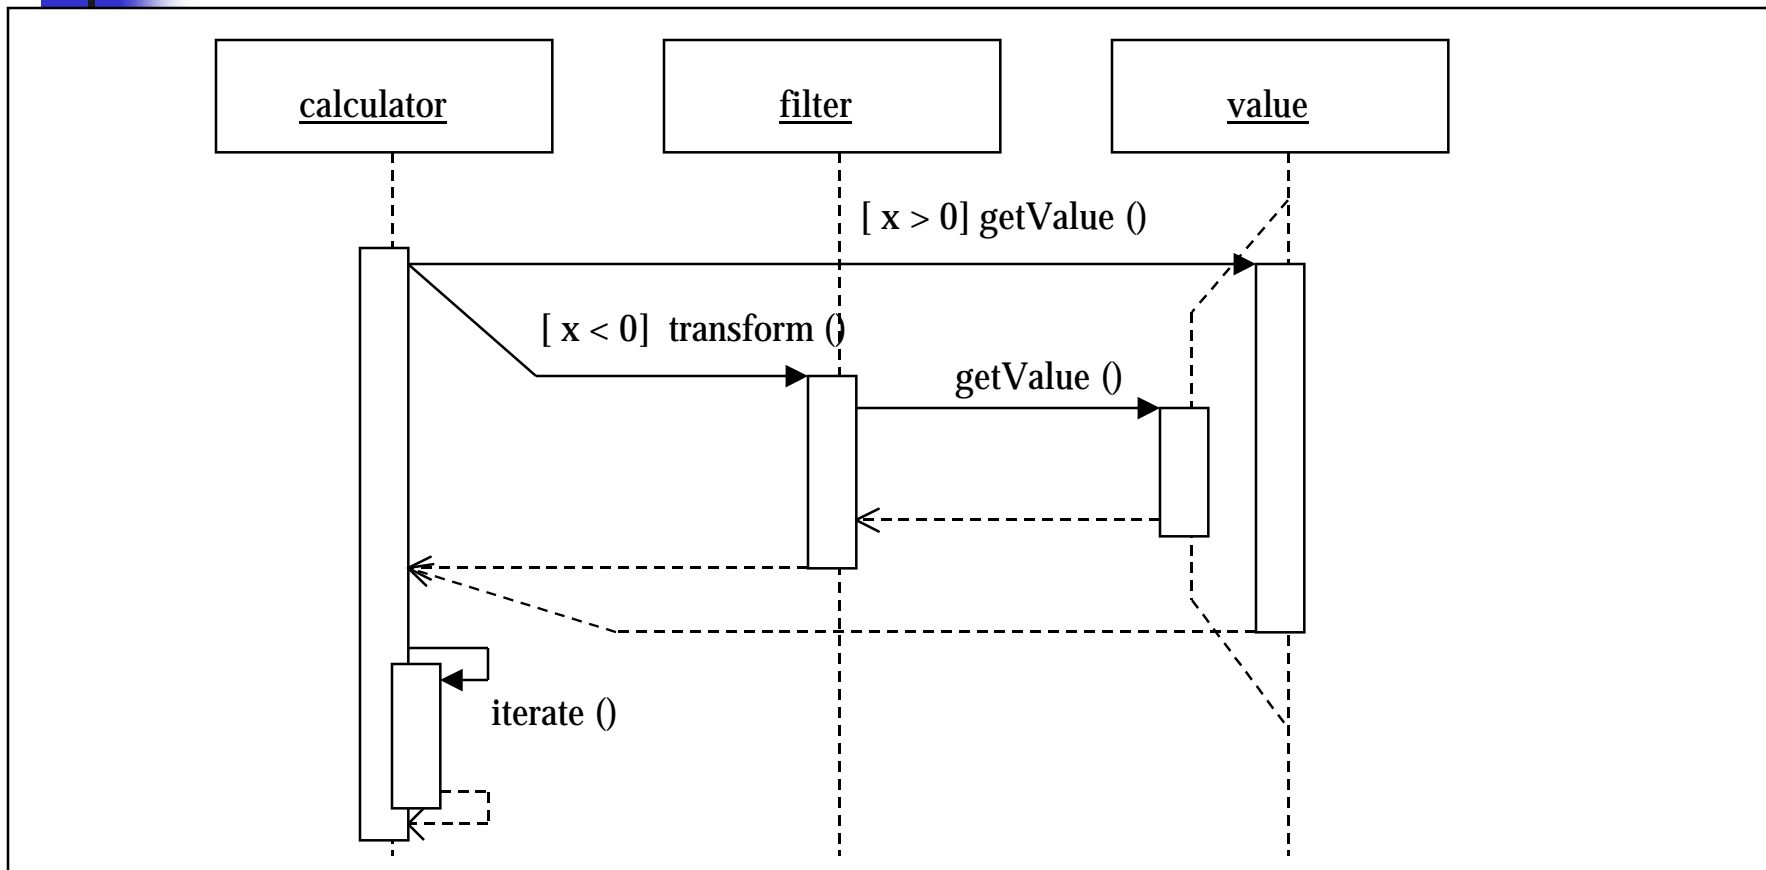 calculator
filter
value
[ x > 0] getValue ()
[ x < 0] transform ()
getValue ()
iterate ()